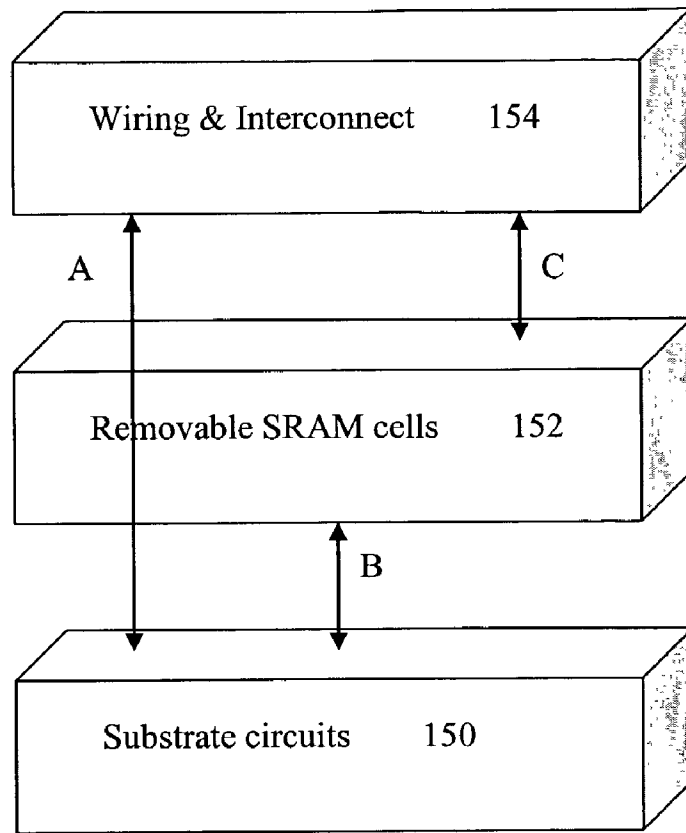 Wiring & Interconnect 154
A
C
Removable SRAM cells 152
B
Substrate circuits 150